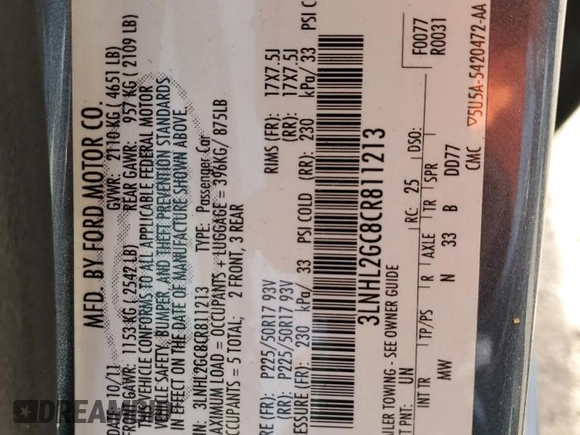 MFD. BY FORD MOTOR CO.
DATE: 10/11 GVWR: 2110 KG ( 4651 LB)
FRONT GAWR: 1153 KG ( 2542 LB) REAR GAWR: 957 KG ( 2109 LB)
THIS VEHICLE CONFORMS TO ALL APPLICABLE FEDERAL MOTOR
VEHICLE SAFETY, BUMPER, AND THEFT PREVENTION STANDARDS
IN EFFECT ON THE DATE OF MANUFACTURE SHOWN ABOVE.
VIN: 3LNHL2GC8CR811213 TYPE: Passenger Car
MAXIMUM LOAD = OCCUPANTS + LUGGAGE = 396KG/ 875LB
OCCUPANTS = 5 TOTAL; 2 FRONT, 3 REAR
TIRE (FR): P225/50R17 93V RIMS (FR): 17X7.5J
(RR): P225/50R17 93V (RR): 17X7.5J
PRESSURE (FR): 230 kPa/ 33 PSI COLD (RR): 230 kPa/ 33 PSI COLD
3LNHL2GC8CR811213
TRAILER TOWING - SEE OWNER GUIDE F0077
EXT PNT: UN RC: 25 DSO: R0031
INT TR TP/PS R AXLE TR SPR
MW N 33 B DD77
CMC ▽5U5A-5420472-AA